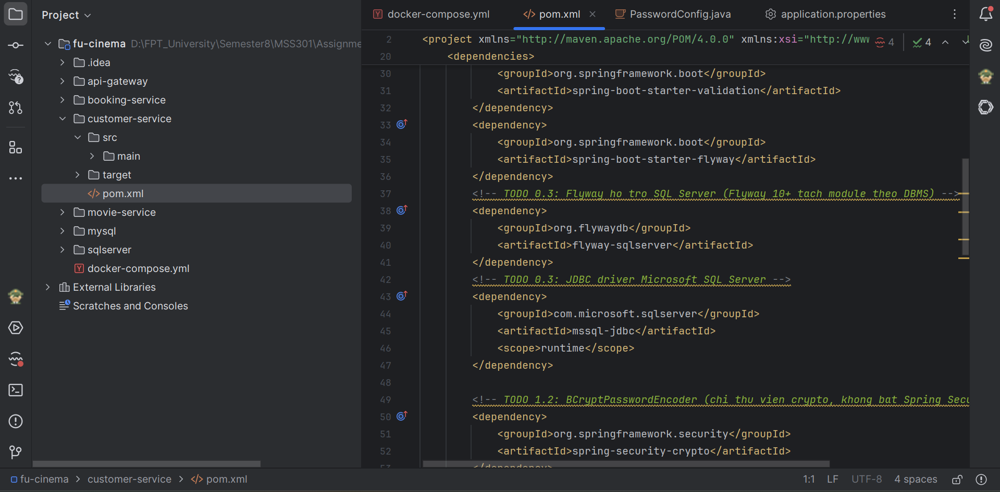 Project
fu-cinema D:\FPT_University\Semester8\MSS301\Assignme
.idea
api-gateway
booking-service
customer-service
src
main
target
</> pom.xml
movie-service
mysql
sqlserver
Y docker-compose.yml
External Libraries
Scratches and Consoles
Y docker-compose.yml
</> pom.xml ×
PasswordConfig.java
application.properties
4
4
2 <project xmlns="http://maven.apache.org/POM/4.0.0" xmlns:xsi="http://www
20 <dependencies>
30 <groupId>org.springframework.boot</groupId>
31 <artifactId>spring-boot-starter-validation</artifactId>
32 </dependency>
33 <dependency>
34 <groupId>org.springframework.boot</groupId>
35 <artifactId>spring-boot-starter-flyway</artifactId>
36 </dependency>
37 <!-- TODO 0.3: Flyway ho tro SQL Server (Flyway 10+ tach module theo DBMS) -->
38 <dependency>
39 <groupId>org.flywaydb</groupId>
40 <artifactId>flyway-sqlserver</artifactId>
41 </dependency>
42 <!-- TODO 0.3: JDBC driver Microsoft SQL Server -->
43 <dependency>
44 <groupId>com.microsoft.sqlserver</groupId>
45 <artifactId>mssql-jdbc</artifactId>
46 <scope>runtime</scope>
47 </dependency>
48
49 <!-- TODO 1.2: BCryptPasswordEncoder (chi thu vien crypto, khong bat Spring Secu
50 <dependency>
51 <groupId>org.springframework.security</groupId>
52 <artifactId>spring-security-crypto</artifactId>
53 </dependency>
fu-cinema > customer-service > </> pom.xml
1:1 LF UTF-8 4 spaces